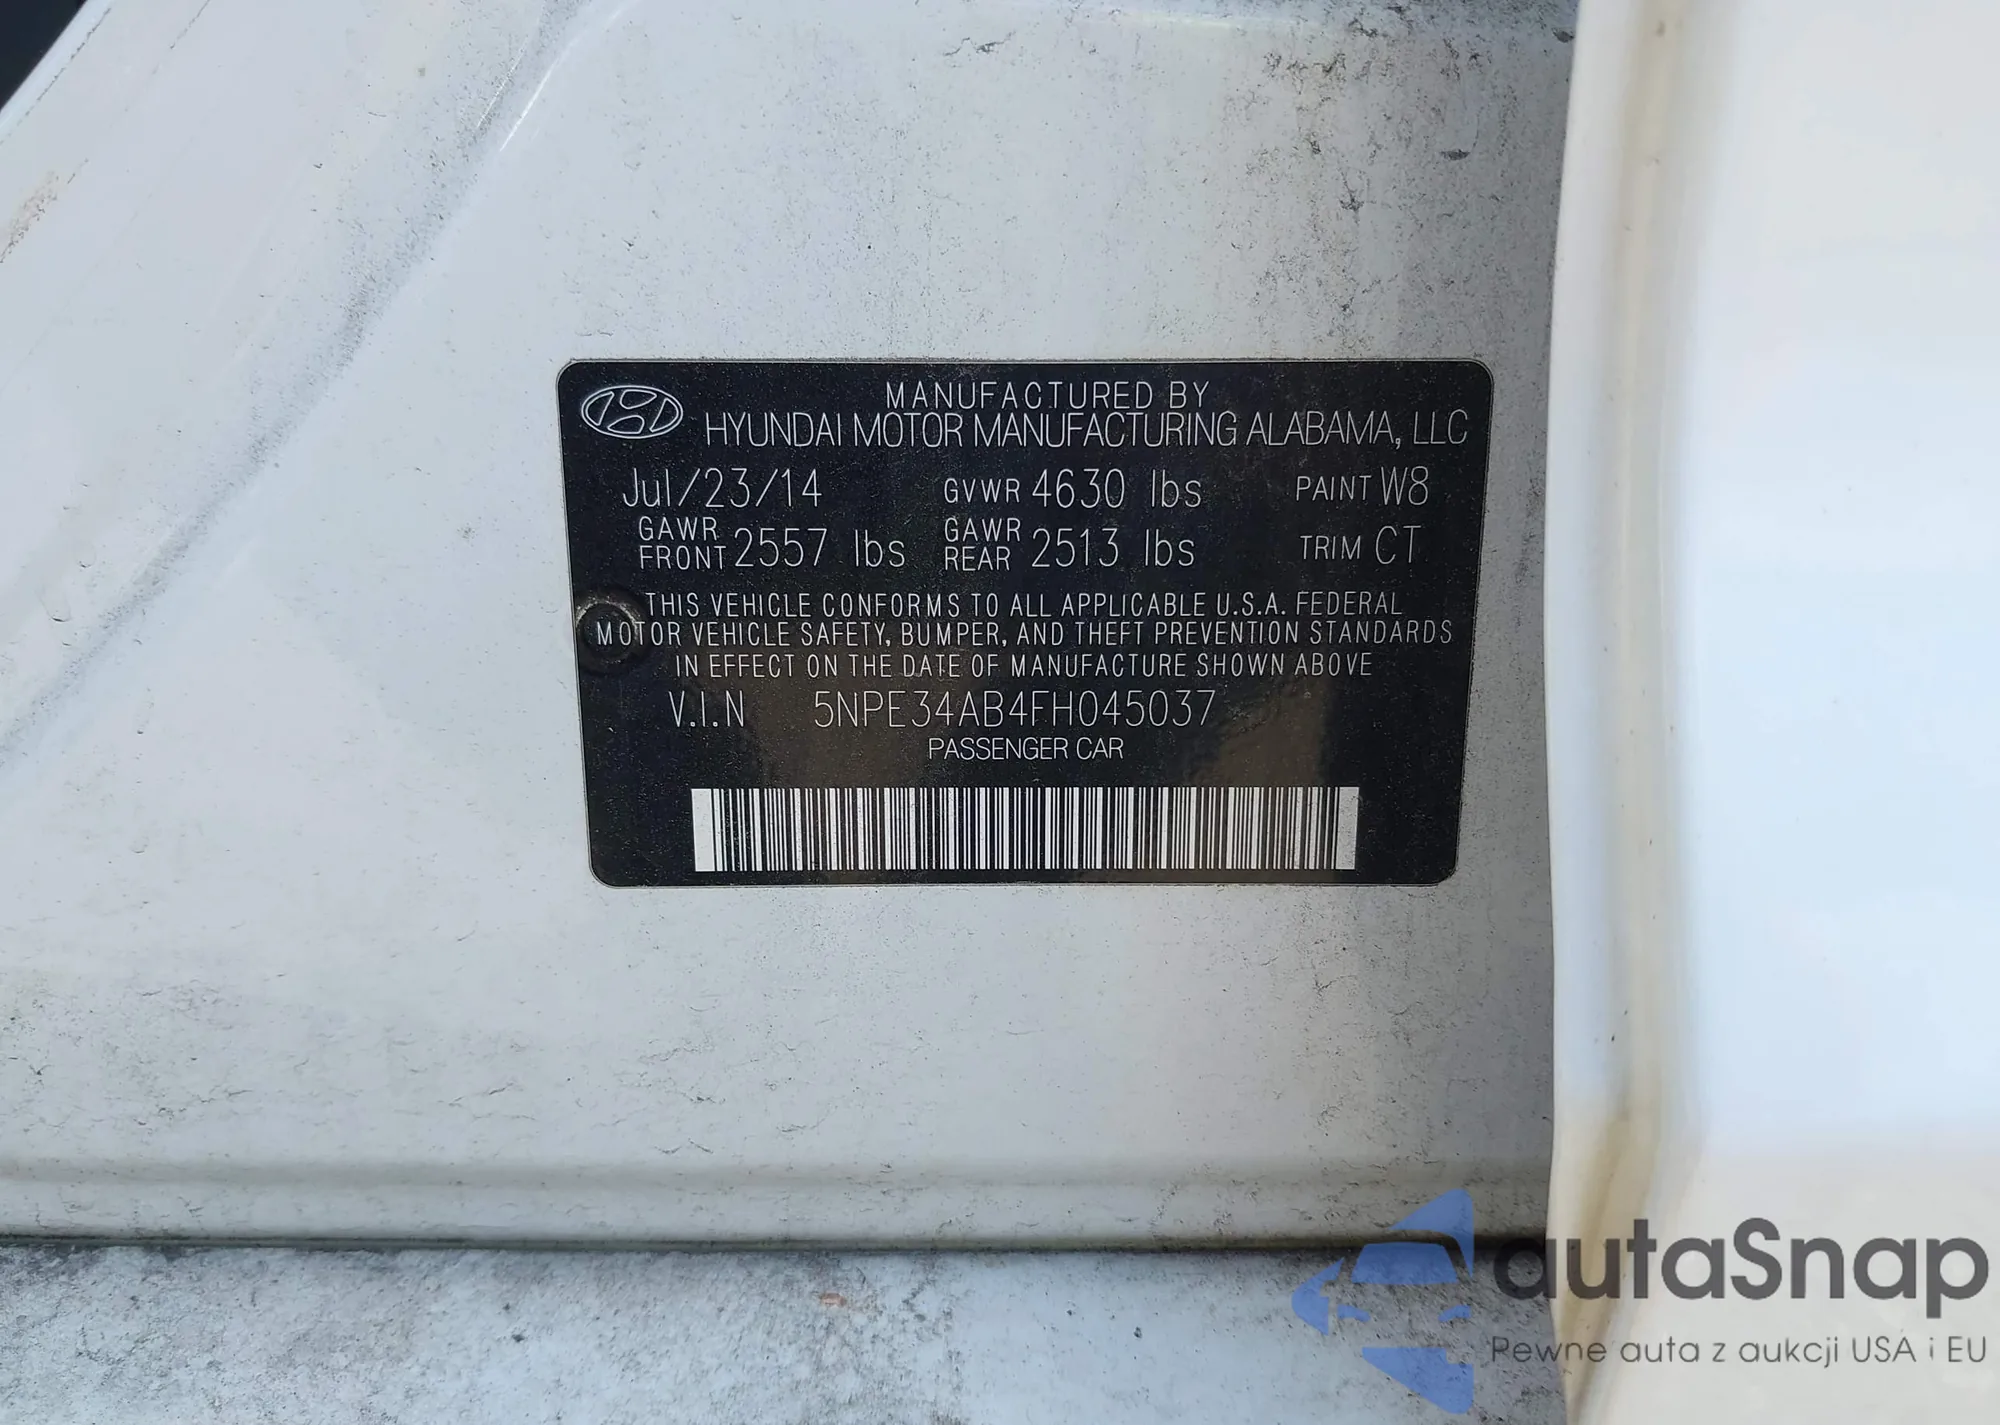 MANUFACTURED BY
HYUNDAI MOTOR MANUFACTURING ALABAMA, LLC
Jul/23/14 GVWR 4630 lbs PAINT W8
GAWR FRONT 2557 lbs GAWR REAR 2513 lbs TRIM CT
THIS VEHICLE CONFORMS TO ALL APPLICABLE U.S.A. FEDERAL
MOTOR VEHICLE SAFETY, BUMPER, AND THEFT PREVENTION STANDARDS
IN EFFECT ON THE DATE OF MANUFACTURE SHOWN ABOVE
V.I.N 5NPE34AB4FH045037
PASSENGER CAR
autaSnap
Pewne auta z aukcji USA i EU